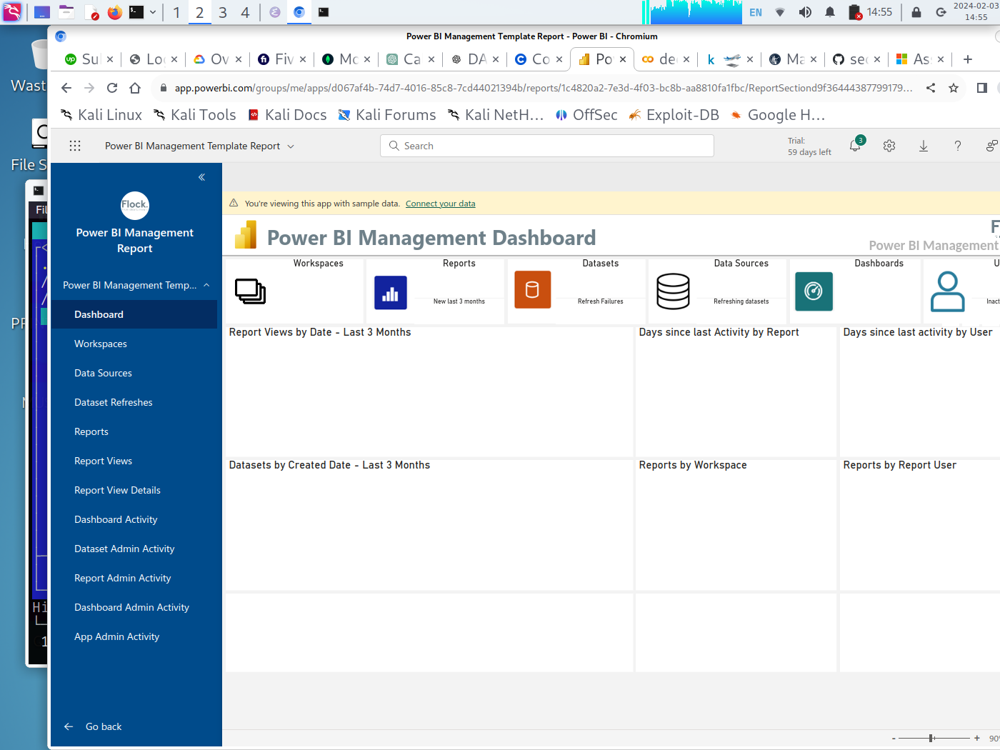 1 2 3 4
EN
14:55
2024-02-03
14:55
Wast
File S
Fil
Hi
1
Power BI Management Template Report - Power BI - Chromium
Su
Lo
Ov
Fiv
Mo
Ca
DA
Co
Po
de
k
Ma
sec
As
app.powerbi.com/groups/me/apps/d067af4b-74d7-4016-85c8-7cd44021394b/reports/1c4820a2-7e3d-4f03-bc8b-aa8810fa1fbc/ReportSectiond9f36444387799179...
Kali Linux
Kali Tools
Kali Docs
Kali Forums
Kali NetH...
OffSec
Exploit-DB
Google H...
Power BI Management Template Report
Search
Trial:
59 days left
3
Flock.
Power BI Management
Report
Power BI Management Temp...
Dashboard
Workspaces
Data Sources
Dataset Refreshes
Reports
Report Views
Report View Details
Dashboard Activity
Dataset Admin Activity
Report Admin Activity
Dashboard Admin Activity
App Admin Activity
Go back
You're viewing this app with sample data. Connect your data
Power BI Management Dashboard
F
Power BI Management
Workspaces
Reports
New last 3 months
Datasets
Refresh Failures
Data Sources
Refreshing datasets
Dashboards
U
Inact
Report Views by Date - Last 3 Months
Days since last Activity by Report
Days since last activity by User
Datasets by Created Date - Last 3 Months
Reports by Workspace
Reports by Report User
- + 90